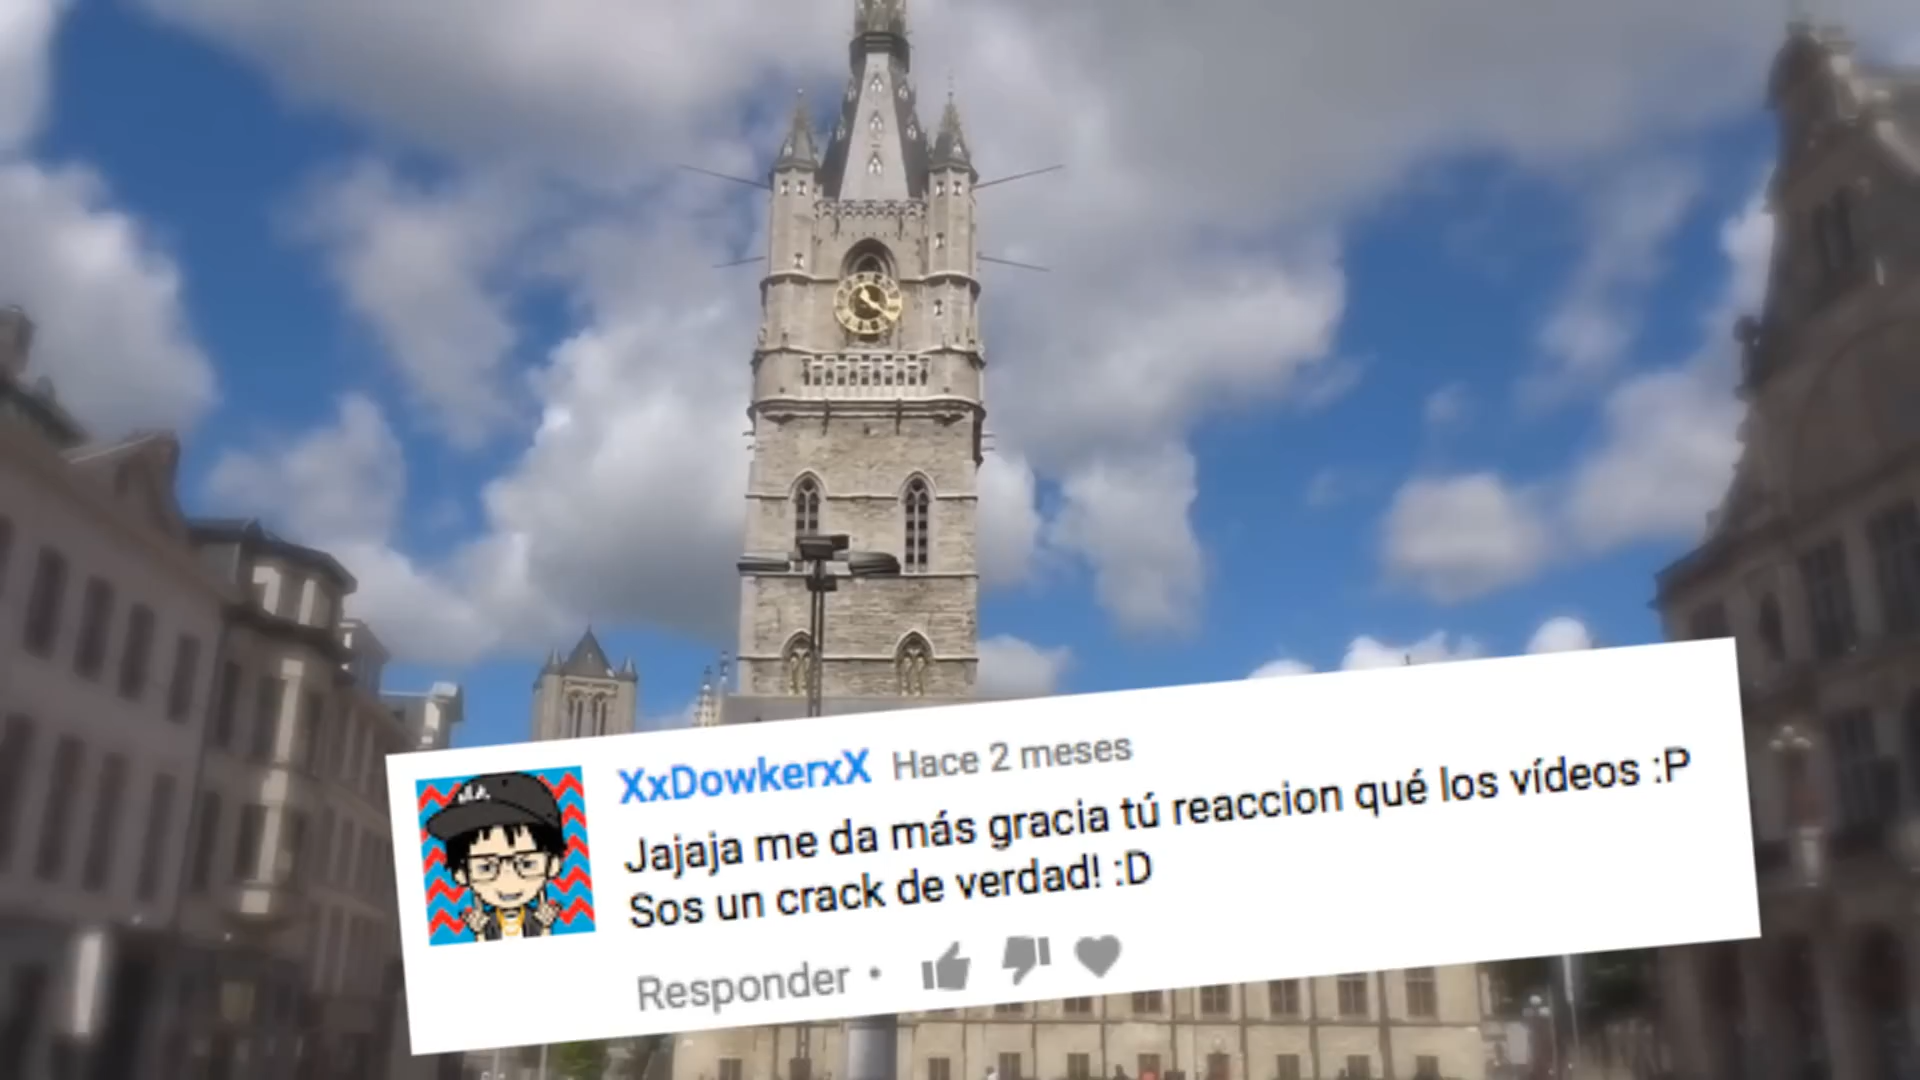 XxDowkerxX Hace 2 meses
Jajaja me da más gracia tú reaccion qué los vídeos :P
Sos un crack de verdad! :D
Responder •